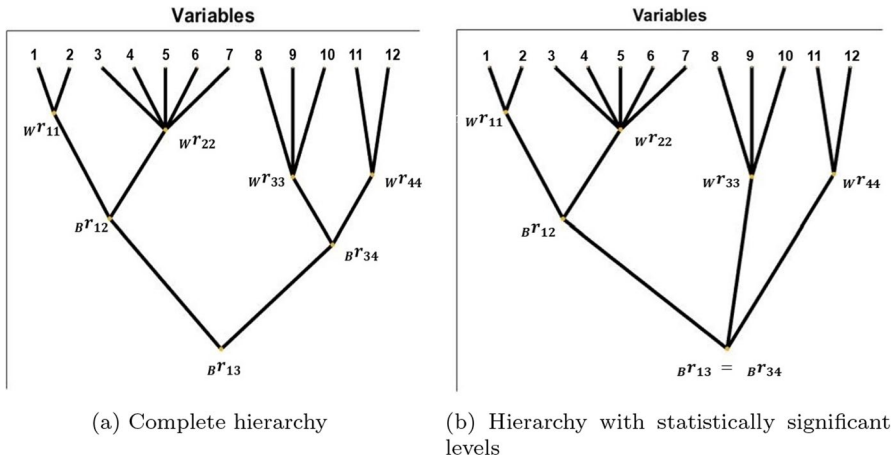 Variables
1 2 3 4 5 6 7 8 9 10 11 12
Wr11
Wr22
Wr33
Wr44
Br12
Br34
Br13
(a) Complete hierarchy
Variables
1 2 3 4 5 6 7 8 9 10 11 12
Wr11
Wr22
Wr33
Wr44
Br12
Br13 = Br34
(b) Hierarchy with statistically significant
levels